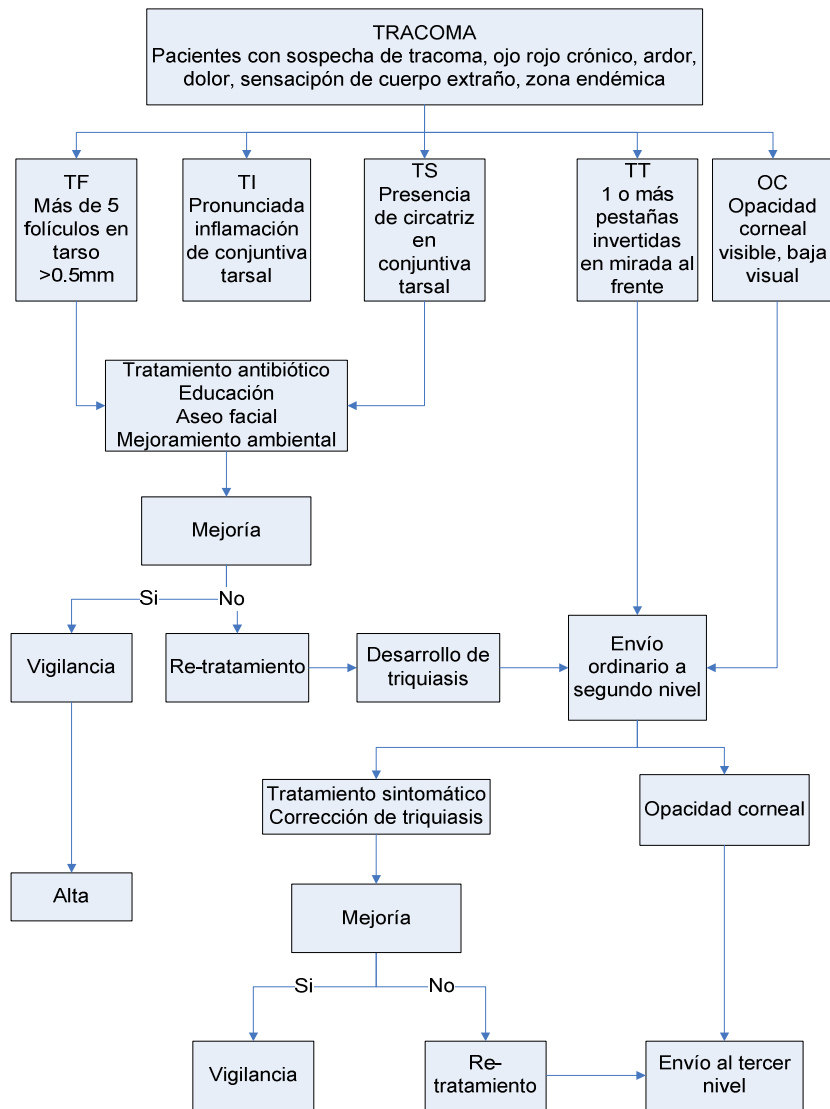 TRACOMA
Pacientes con sospecha de tracoma, ojo rojo crónico, ardor,
dolor, sensacipón de cuerpo extraño, zona endémica
TF
Más de 5
folículos en
tarso
>0.5mm
TI
Pronunciada
inflamación
de conjuntiva
tarsal
TS
Presencia
de circatriz
en
conjuntiva
tarsal
TT
1 o más
pestañas
invertidas
en mirada al
frente
OC
Opacidad
corneal
visible, baja
visual
Tratamiento antibiótico
Educación
Aseo facial
Mejoramiento ambiental
Mejoría
Si
No
Vigilancia
Re-tratamiento
Desarrollo de
triquiasis
Envío
ordinario a
segundo nivel
Tratamiento sintomático
Corrección de triquiasis
Opacidad corneal
Alta
Mejoría
Si
No
Vigilancia
Re-
tratamiento
Envío al tercer
nivel